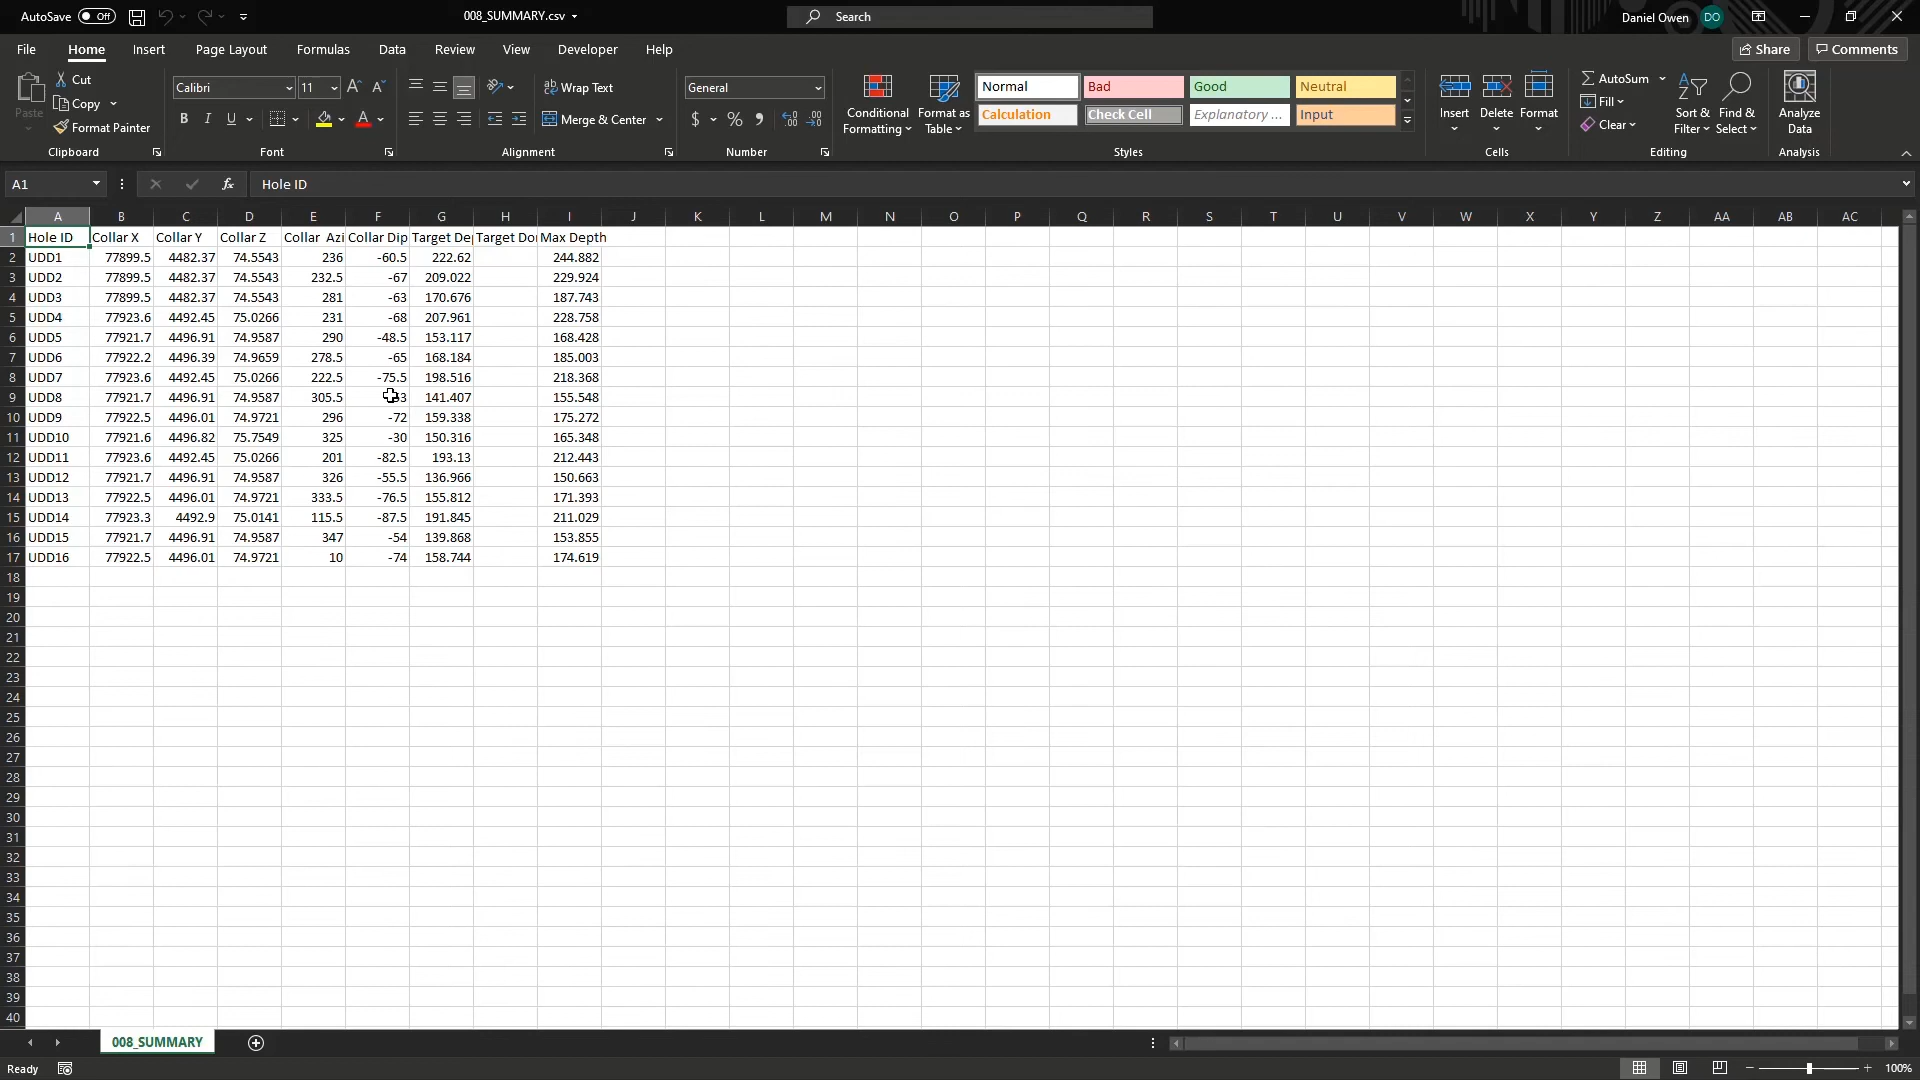 AutoSave Off 008_SUMMARY.csv Search Daniel Owen DO
File Home Insert Page Layout Formulas Data Review View Developer Help Share Comments
Paste Cut Copy Format Painter Clipboard
Calibri 11 A A B I U A Font
ab Wrap Text Merge & Center Alignment
General $ % 9 Number
Conditional Formatting Format as Table
Normal Bad Good Neutral
Calculation Check Cell Explanatory ... Input
Styles
Insert Delete Format Cells
AutoSum Fill Clear Sort & Filter Find & Select Editing
Analyze Data Analysis
A1 fx Hole ID
A B C D E F G H I J K L M N O P Q R S T U V W X Y Z AA AB AC
1 Hole ID Collar X Collar Y Collar Z Collar Azi Collar Dip Target De Target Do Max Depth
2 UDD1 77899.5 4482.37 74.5543 236 -60.5 222.62 244.882
3 UDD2 77899.5 4482.37 74.5543 232.5 -67 209.022 229.924
4 UDD3 77899.5 4482.37 74.5543 281 -63 170.676 187.743
5 UDD4 77923.6 4492.45 75.0266 231 -68 207.961 228.758
6 UDD5 77921.7 4496.91 74.9587 290 -48.5 153.117 168.428
7 UDD6 77922.2 4496.39 74.9659 278.5 -65 168.184 185.003
8 UDD7 77923.6 4492.45 75.0266 222.5 -75.5 198.516 218.368
9 UDD8 77921.7 4496.91 74.9587 305.5 141.407 155.548
10 UDD9 77922.5 4496.01 74.9721 296 -72 159.338 175.272
11 UDD10 77921.6 4496.82 75.7549 325 -30 150.316 165.348
12 UDD11 77923.6 4492.45 75.0266 201 -82.5 193.13 212.443
13 UDD12 77921.7 4496.91 74.9587 326 -55.5 136.966 150.663
14 UDD13 77922.5 4496.01 74.9721 333.5 -76.5 155.812 171.393
15 UDD14 77923.3 4492.9 75.0141 115.5 -87.5 191.845 211.029
16 UDD15 77921.7 4496.91 74.9587 347 -54 139.868 153.855
17 UDD16 77922.5 4496.01 74.9721 10 -74 158.744 174.619
18
19
20
21
22
23
24
25
26
27
28
29
30
31
32
33
34
35
36
37
38
39
40
008_SUMMARY
Ready 100%